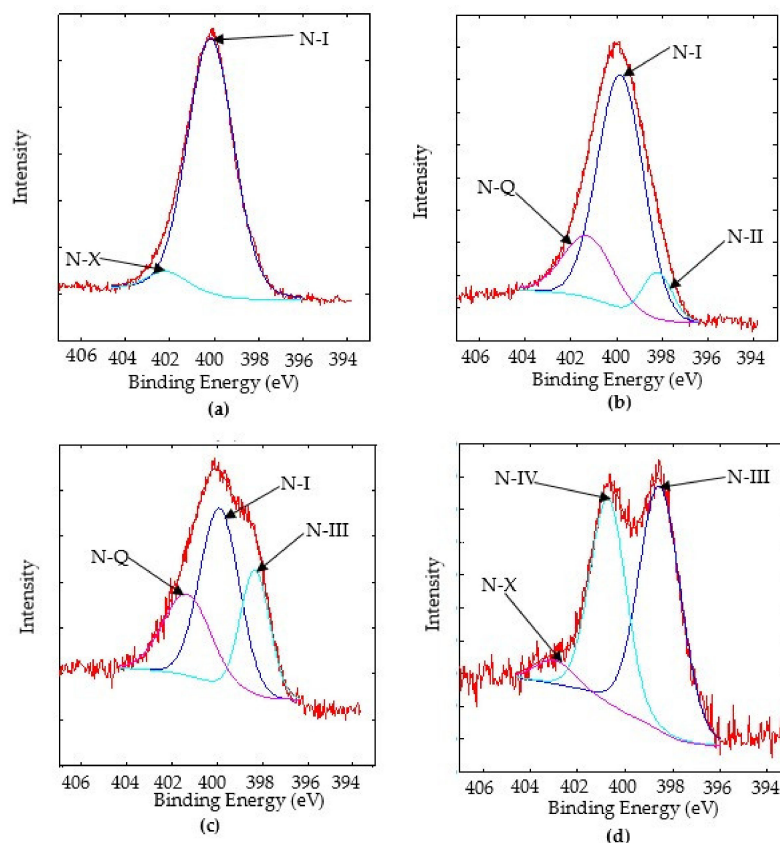 N-I
N-X
Intensity
406 404 402 400 398 396 394
Binding Energy (eV)
(a)
N-I
N-Q
N-II
Intensity
406 404 402 400 398 396 394
Binding Energy (eV)
(b)
N-I
N-III
N-Q
Intensity
406 404 402 400 398 396 394
Binding Energy (eV)
(c)
N-IV
N-III
N-X
Intensity
406 404 402 400 398 396 394
Binding Energy (eV)
(d)